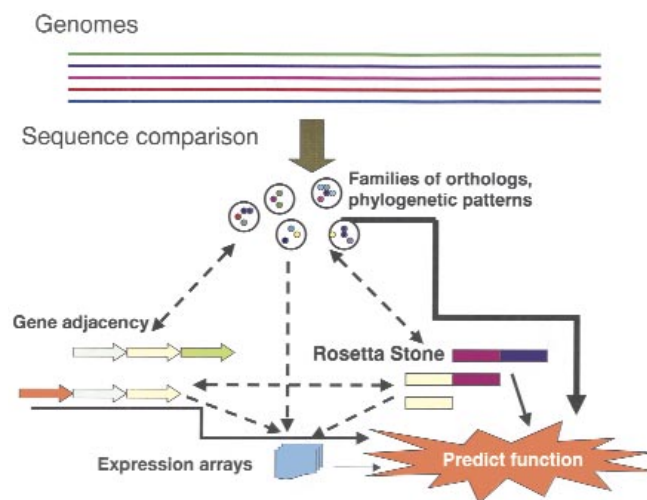 Genomes
Sequence comparison
Families of orthologs,
phylogenetic patterns
Gene adjacency
Rosetta Stone
Expression arrays
Predict function